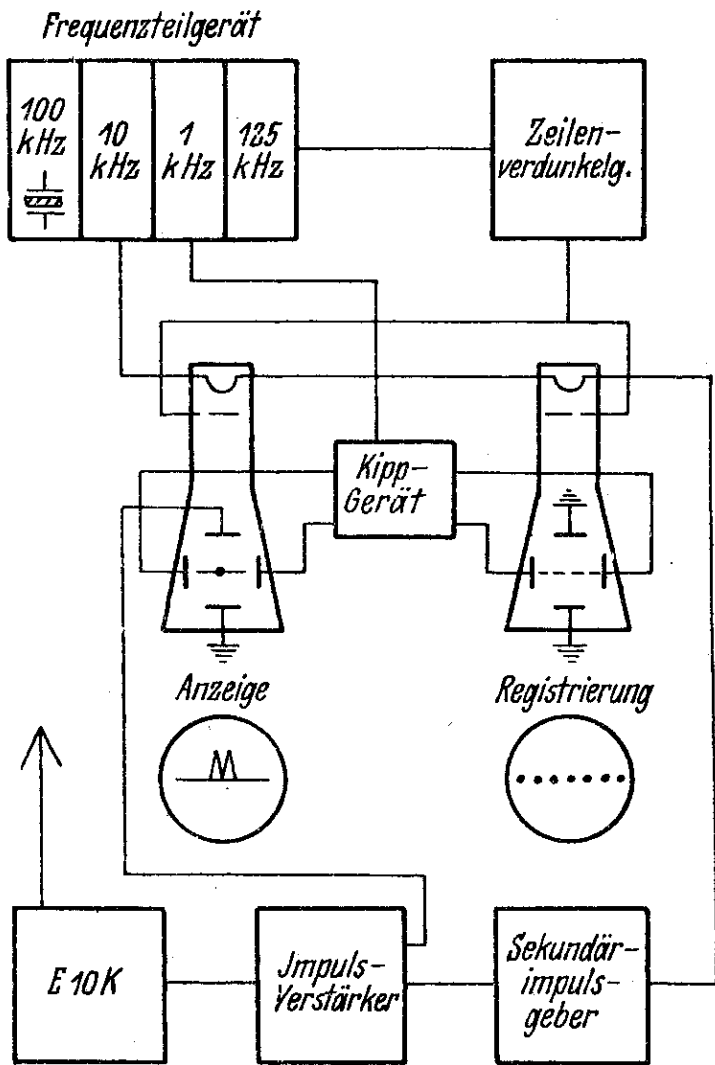 Frequenzteilgerät
100
kHz
10
kHz
1
kHz
125
kHz
Zeilen-
verdunkelg.
Kipp-
Gerät
Anzeige
Registrierung
E 10K
Jmpuls-
Verstärker
Sekundär-
impuls-
geber